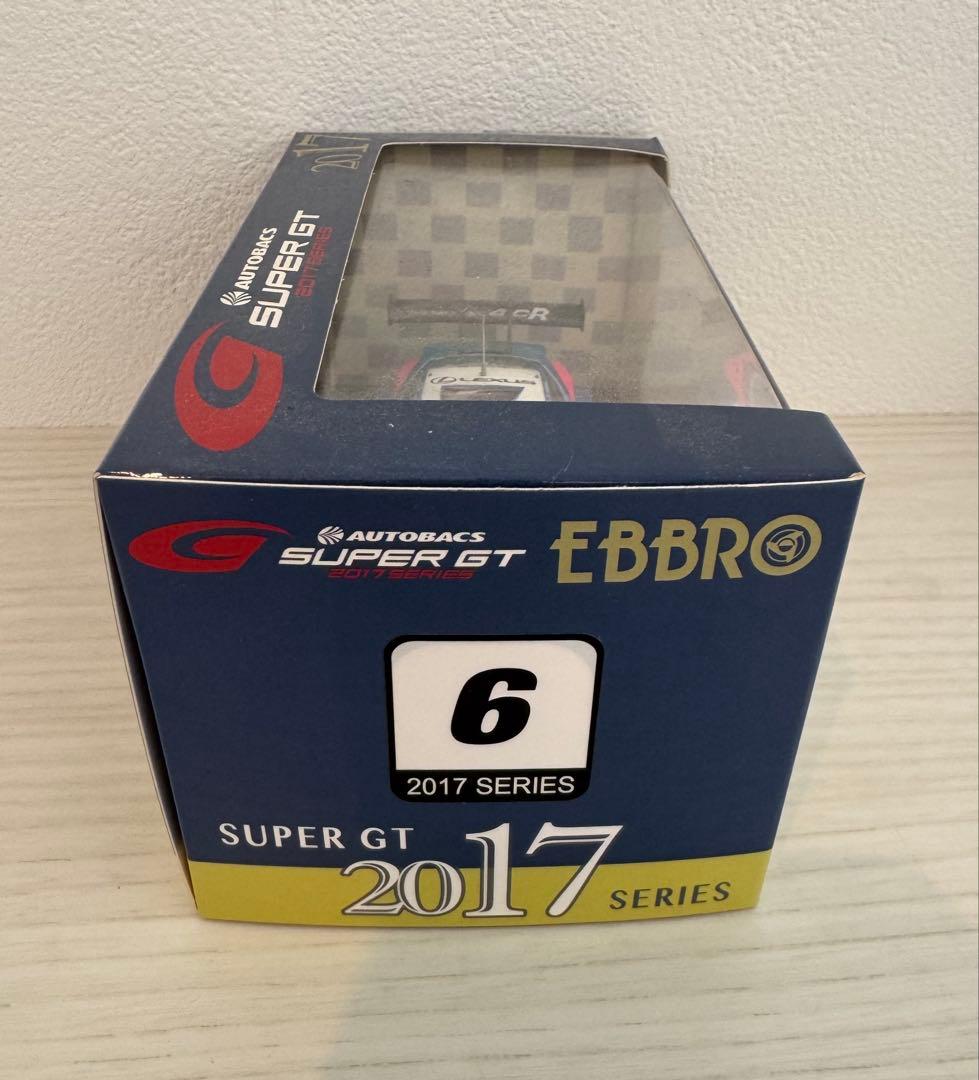 2017
AUTOBACS
SUPER GT
2017 SERIES
LEXUS
AUTOBACS
SUPER GT
2017 SERIES
EBBRO
6
2017 SERIES
SUPER GT
2017
SERIES